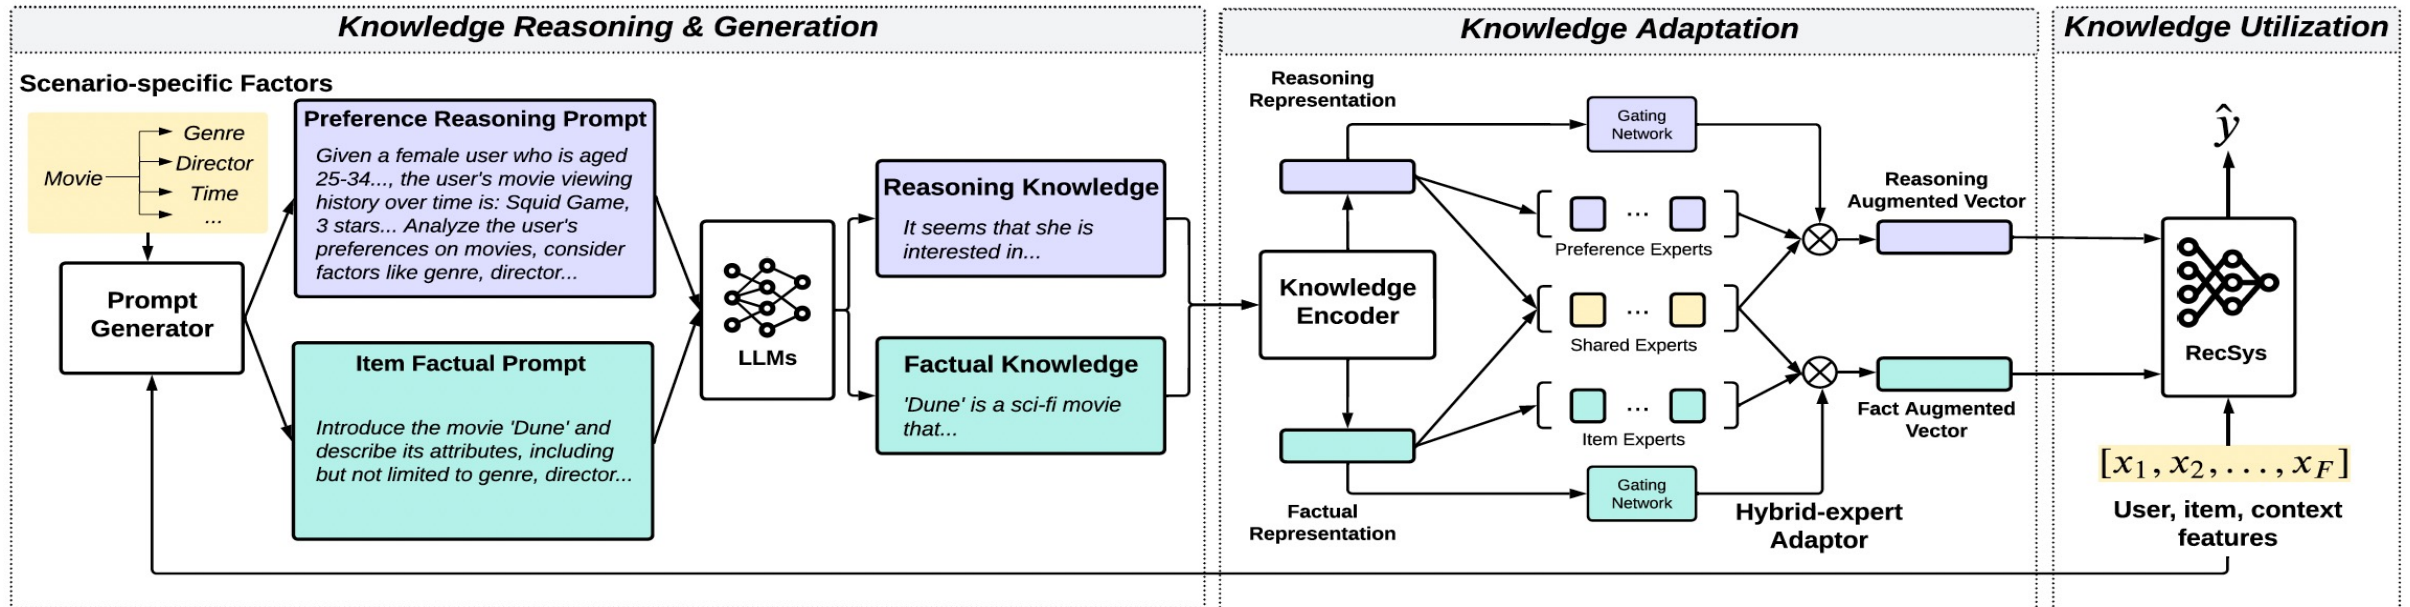 Knowledge Reasoning & Generation
Scenario-specific Factors
Movie
Genre
Director
Time
...
Prompt
Generator
Preference Reasoning Prompt
Given a female user who is aged
25-34..., the user's movie viewing
history over time is: Squid Game,
3 stars... Analyze the user's
preferences on movies, consider
factors like genre, director...
Item Factual Prompt
Introduce the movie 'Dune' and
describe its attributes, including
but not limited to genre, director...
LLMs
Reasoning Knowledge
It seems that she is
interested in...
Factual Knowledge
'Dune' is a sci-fi movie
that...
Knowledge Adaptation
Reasoning
Representation
Gating
Network
Knowledge
Encoder
...
Preference Experts
...
Shared Experts
...
Item Experts
Factual
Representation
Gating
Network
Hybrid-expert
Adaptor
Reasoning
Augmented Vector
Fact Augmented
Vector
Knowledge Utilization
ŷ
RecSys
[x₁, x₂, . . . , x_F]
User, item, context
features